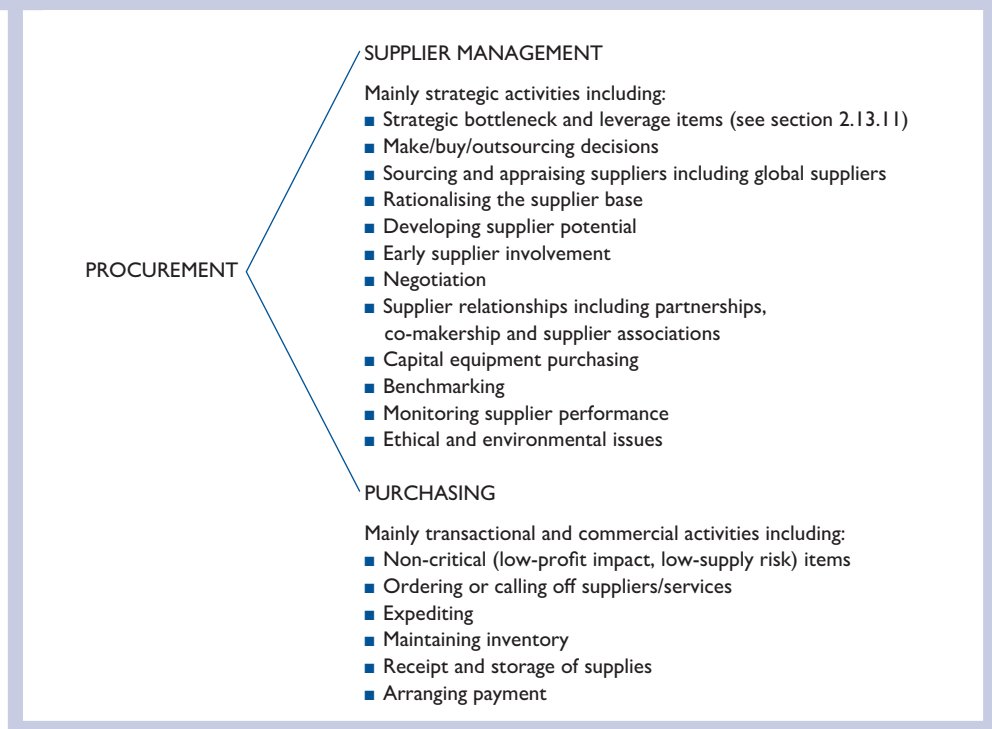 SUPPLIER MANAGEMENT
Mainly strategic activities including:
■ Strategic bottleneck and leverage items (see section 2.13.11)
■ Make/buy/outsourcing decisions
■ Sourcing and appraising suppliers including global suppliers
■ Rationalising the supplier base
■ Developing supplier potential
■ Early supplier involvement
PROCUREMENT
■ Negotiation
■ Supplier relationships including partnerships,
co-makership and supplier associations
■ Capital equipment purchasing
■ Benchmarking
■ Monitoring supplier performance
■ Ethical and environmental issues
PURCHASING
Mainly transactional and commercial activities including:
■ Non-critical (low-profit impact, low-supply risk) items
■ Ordering or calling off suppliers/services
■ Expediting
■ Maintaining inventory
■ Receipt and storage of supplies
■ Arranging payment